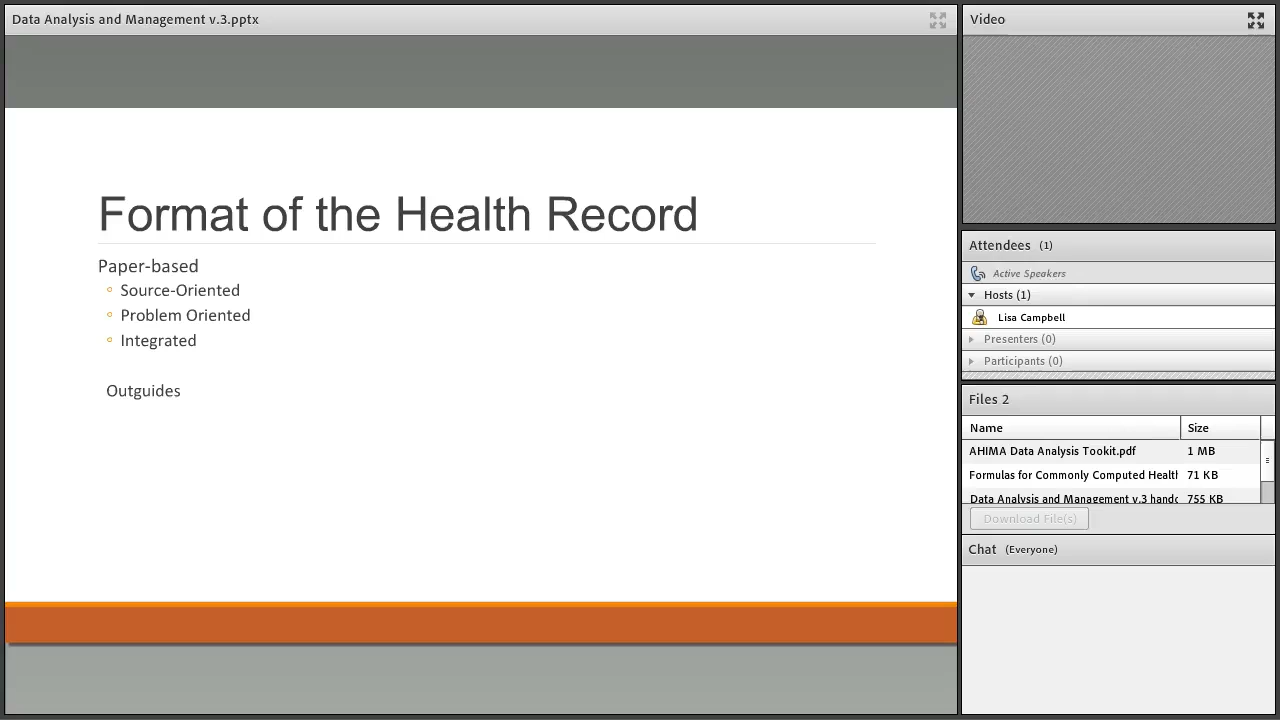 Data Analysis and Management v.3.pptx
Format of the Health Record
Paper-based
Source-Oriented
Problem Oriented
Integrated
Outguides
Video
Attendees (1)
Active Speakers
Hosts (1)
Lisa Campbell
Presenters (0)
Participants (0)
Files 2
Name Size
AHIMA Data Analysis Tookit.pdf 1 MB
Formulas for Commonly Computed Healt 71 KB
Data Analysis and Management v.3 hando 755 KB
Download File(s)
Chat (Everyone)